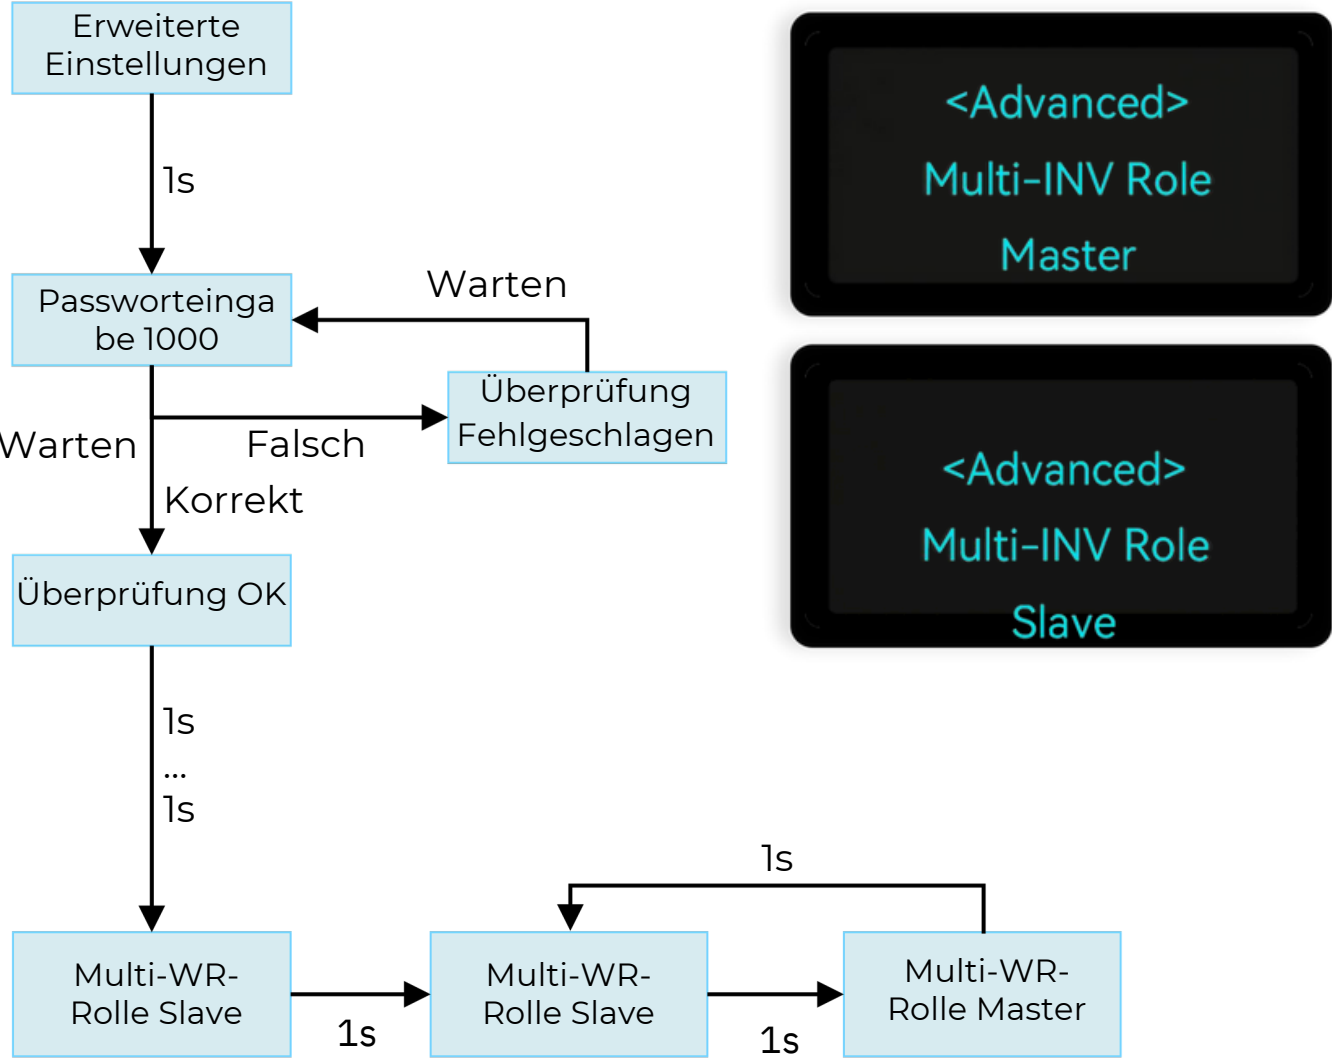 Erweiterte
Einstellungen
1s
Passworteinga
be 1000
Warten
Überprüfung
Fehlgeschlagen
Falsch
Warten
Korrekt
Überprüfung OK
1s
...
1s
Multi-WR-
Rolle Slave
1s
Multi-WR-
Rolle Slave
1s
Multi-WR-
Rolle Master
1s
<Advanced>
Multi-INV Role
Master
<Advanced>
Multi-INV Role
Slave